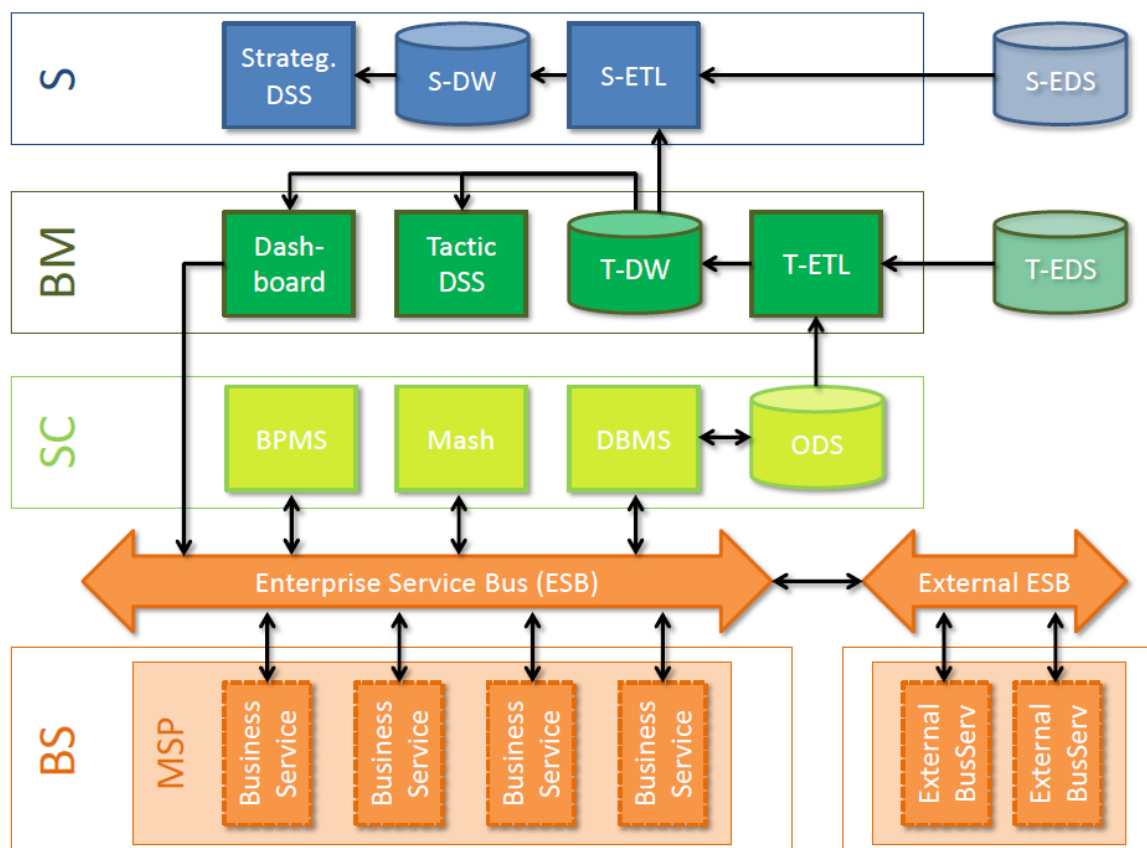 S
Strateg.
DSS
S-DW
S-ETL
S-EDS
BM
Dash-
board
Tactic
DSS
T-DW
T-ETL
T-EDS
SC
BPMS
Mash
DBMS
ODS
Enterprise Service Bus (ESB)
External ESB
BS
MSP
Business
Service
Business
Service
Business
Service
Business
Service
External
BusServ
External
BusServ